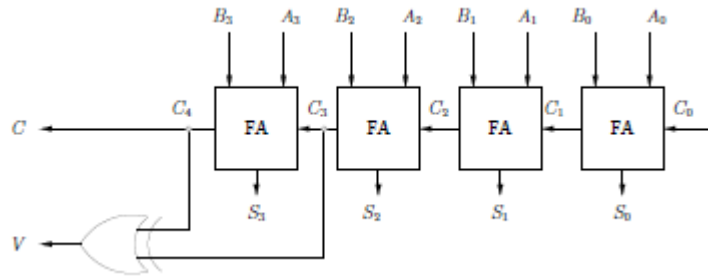 B₃ A₃ B₂ A₂ B₁ A₁ B₀ A₀
C C₄ FA C₃ FA C₂ FA C₁ FA C₀
S₃ S₂ S₁ S₀
V